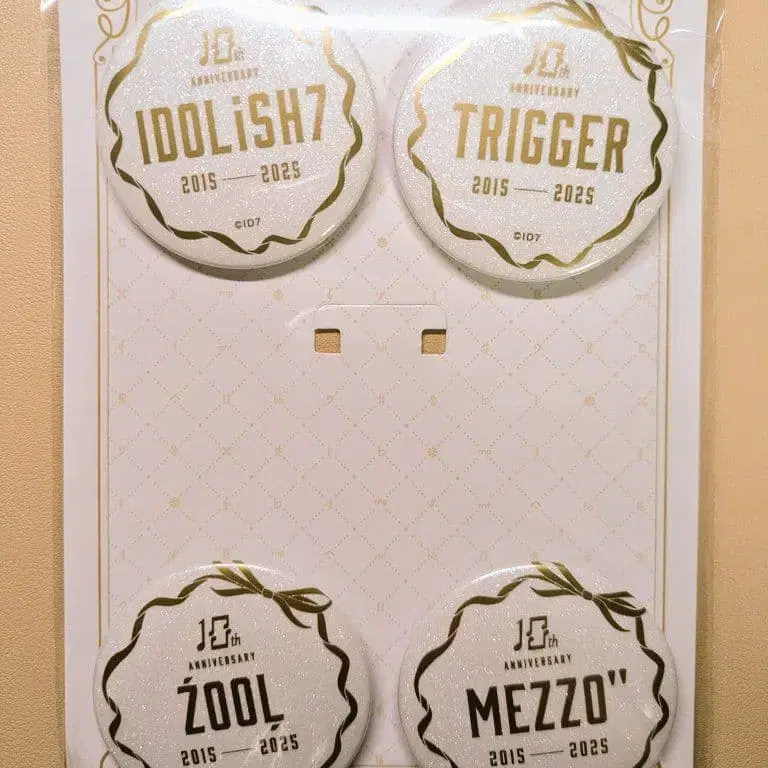 10th
ANNIVERSARY
IDOLiSH7
2015 — 2025
©ID7
10th
ANNIVERSARY
TRIGGER
2015 — 2025
©ID7
10th
ANNIVERSARY
ŹOOĻ
2015 — 2025
10th
ANNIVERSARY
MEZZO"
2015 — 2025